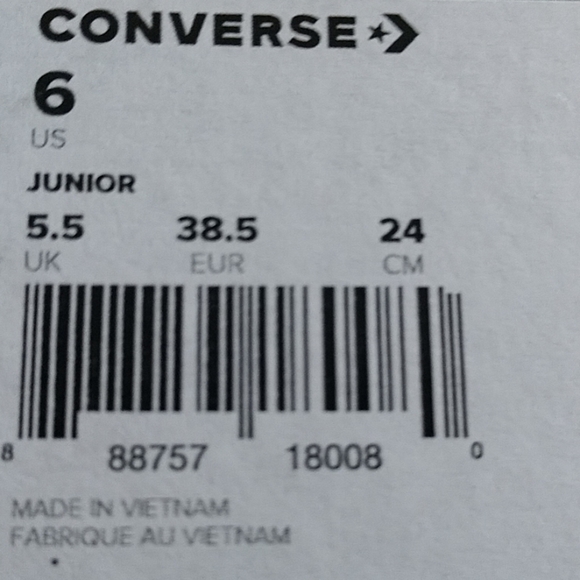 CONVERSE
6
US
JUNIOR
5.5 38.5 24
UK EUR CM
8 88757 18008 0
MADE IN VIETNAM
FABRIQUE AU VIETNAM